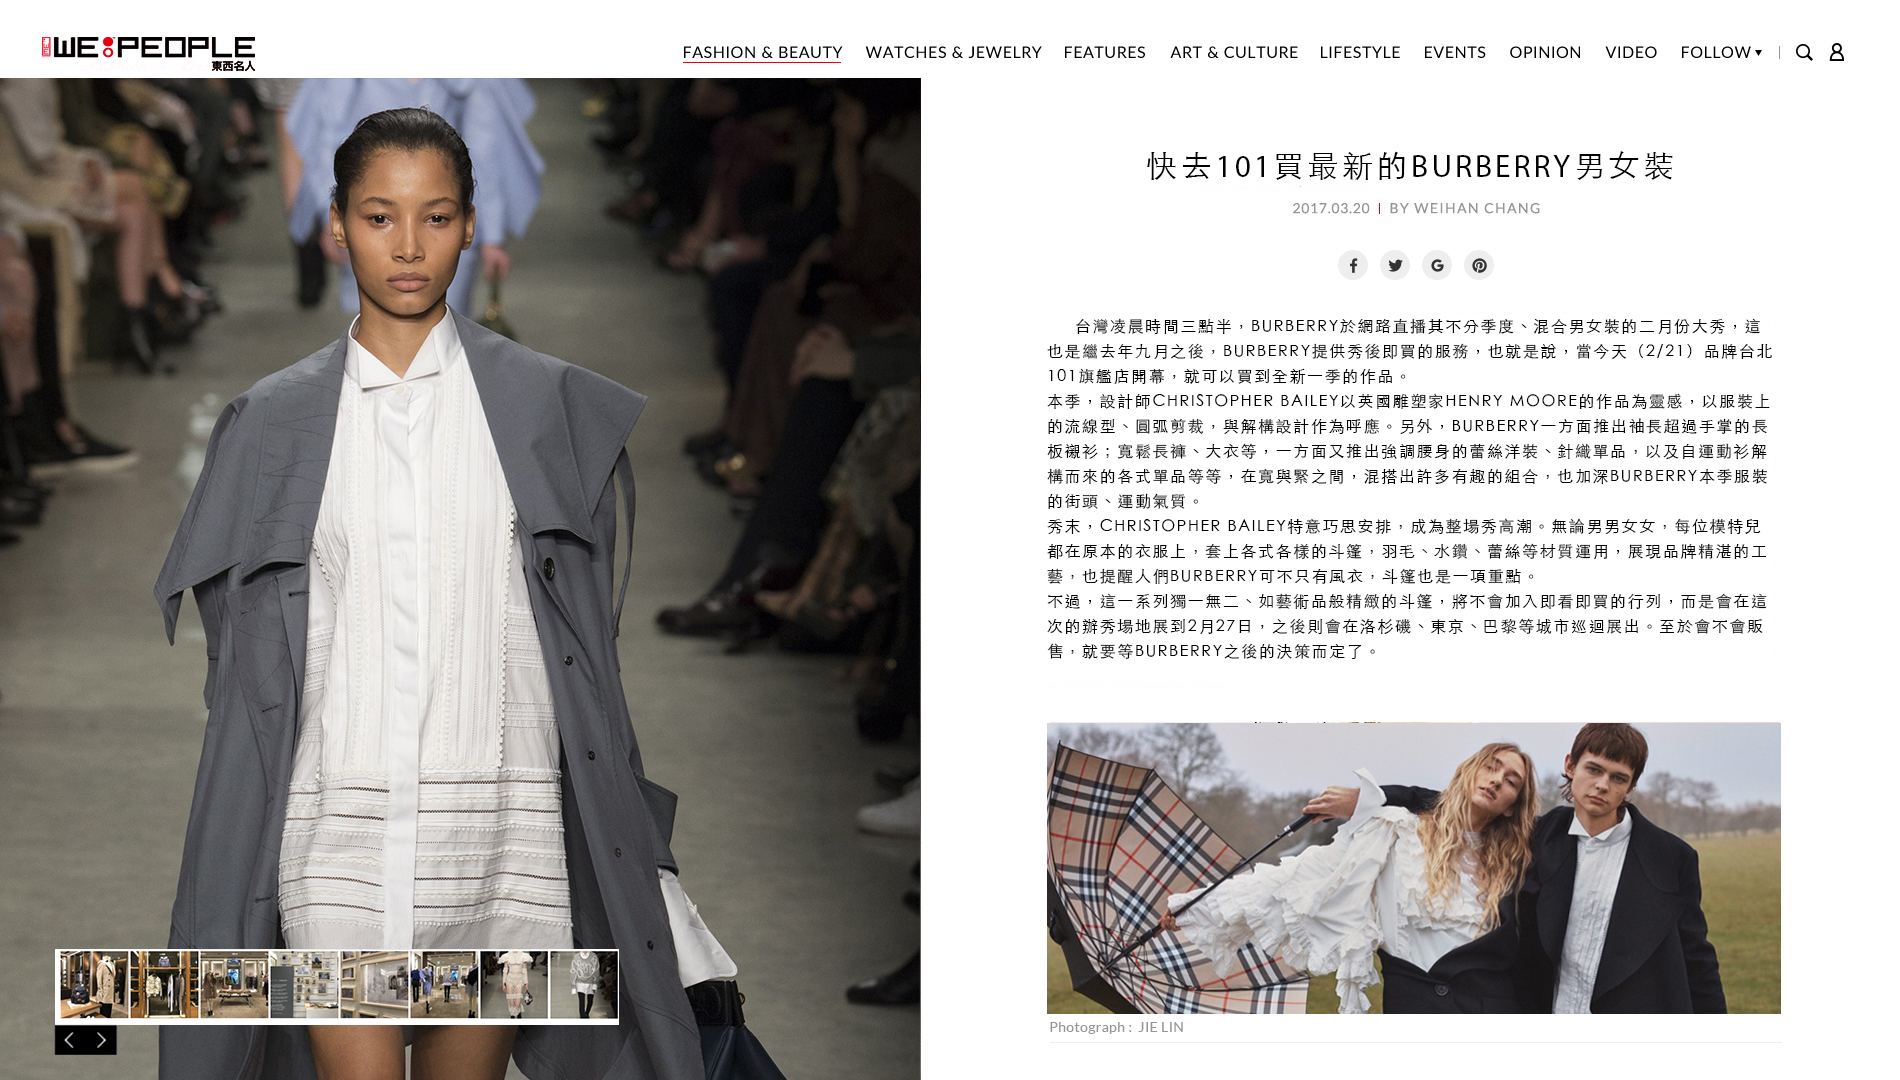 WE PEOPLE
東西名人
FASHION & BEAUTY WATCHES & JEWELRY FEATURES ART & CULTURE LIFESTYLE EVENTS OPINION VIDEO FOLLOW
快去101買最新的BURBERRY男女裝
2017.03.20 | BY WEIHAN CHANG
台灣凌晨時間三點半，BURBERRY於網路直播其不分季度、混合男女裝的二月份大秀，這
也是繼去年九月之後，BURBERRY提供秀後即買的服務，也就是說，當今天（2/21）品牌台北
101旗艦店開幕，就可以買到全新一季的作品。
本季，設計師CHRISTOPHER BAILEY以英國雕塑家HENRY MOORE的作品為靈感，以服裝上
的流線型、圓弧剪裁，與解構設計作為呼應。另外，BURBERRY一方面推出袖長超過手掌的長
板襯衫；寬鬆長褲、大衣等，一方面又推出強調腰身的蕾絲洋裝、針織單品，以及自運動衫解
構而來的各式單品等等，在寬與緊之間，混搭出許多有趣的組合，也加深BURBERRY本季服裝
的街頭、運動氣質。
秀末，CHRISTOPHER BAILEY特意巧思安排，成為整場秀高潮。無論男男女女，每位模特兒
都在原本的衣服上，套上各式各樣的斗篷，羽毛、水鑽、蕾絲等材質運用，展現品牌精湛的工
藝，也提醒人們BURBERRY可不只有風衣，斗篷也是一項重點。
不過，這一系列獨一無二、如藝術品般精緻的斗篷，將不會加入即看即買的行列，而是會在這
次的辦秀場地展到2月27日，之後則會在洛杉磯、東京、巴黎等城市巡迴展出。至於會不會販
售，就要等BURBERRY之後的決策而定了。
Photograph : JIE LIN